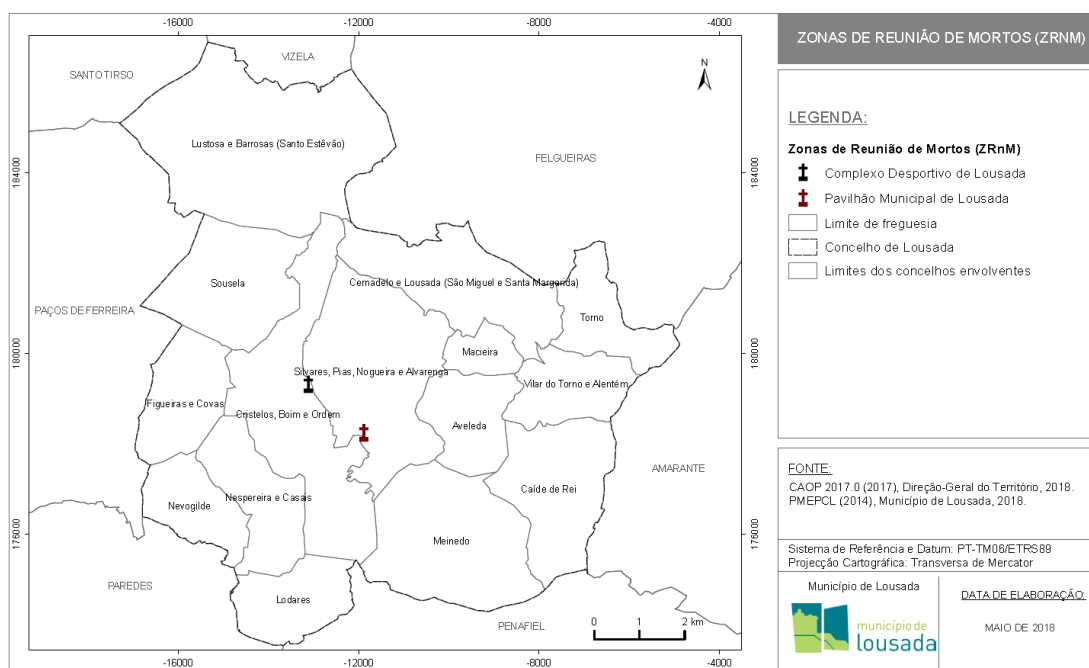 ZONAS DE REUNIÃO DE MORTOS (ZRNM)
-16000
-12000
-8000
-4000
184000
180000
176000
184000
180000
176000
-16000
-12000
-8000
-4000
N
SANTO TIRSO
VIZELA
FELGUEIRAS
PAÇOS DE FERREIRA
AMARANTE
PAREDES
PENAFIEL
Lustosa e Barrosas (Santo Estêvão)
Sousela
Cernadelo e Lousada (São Miguel e Santa Margarida)
Torno
Macieira
Silvares, Pias, Nogueira e Alvarenga
Vilar do Torno e Alentém
Figueiras e Covas
Cristelos, Boim e Ordem
Aveleda
Caíde de Rei
Nespereira e Casais
Nevogilde
Meinedo
Lodares
0 1 2 km
LEGENDA:
Zonas de Reunião de Mortos (ZRnM)
Complexo Desportivo de Lousada
Pavilhão Municipal de Lousada
Limite de freguesia
Concelho de Lousada
Limites dos concelhos envolventes
FONTE:
CAOP 2017.0 (2017), Direção-Geral do Território, 2018.
PMEPCL (2014), Município de Lousada, 2018.
Sistema de Referência e Datum: PT-TM06/ETRS89
Projecção Cartográfica: Transversa de Mercator
Município de Lousada
município de
lousada
DATA DE ELABORAÇÃO:
MAIO DE 2018